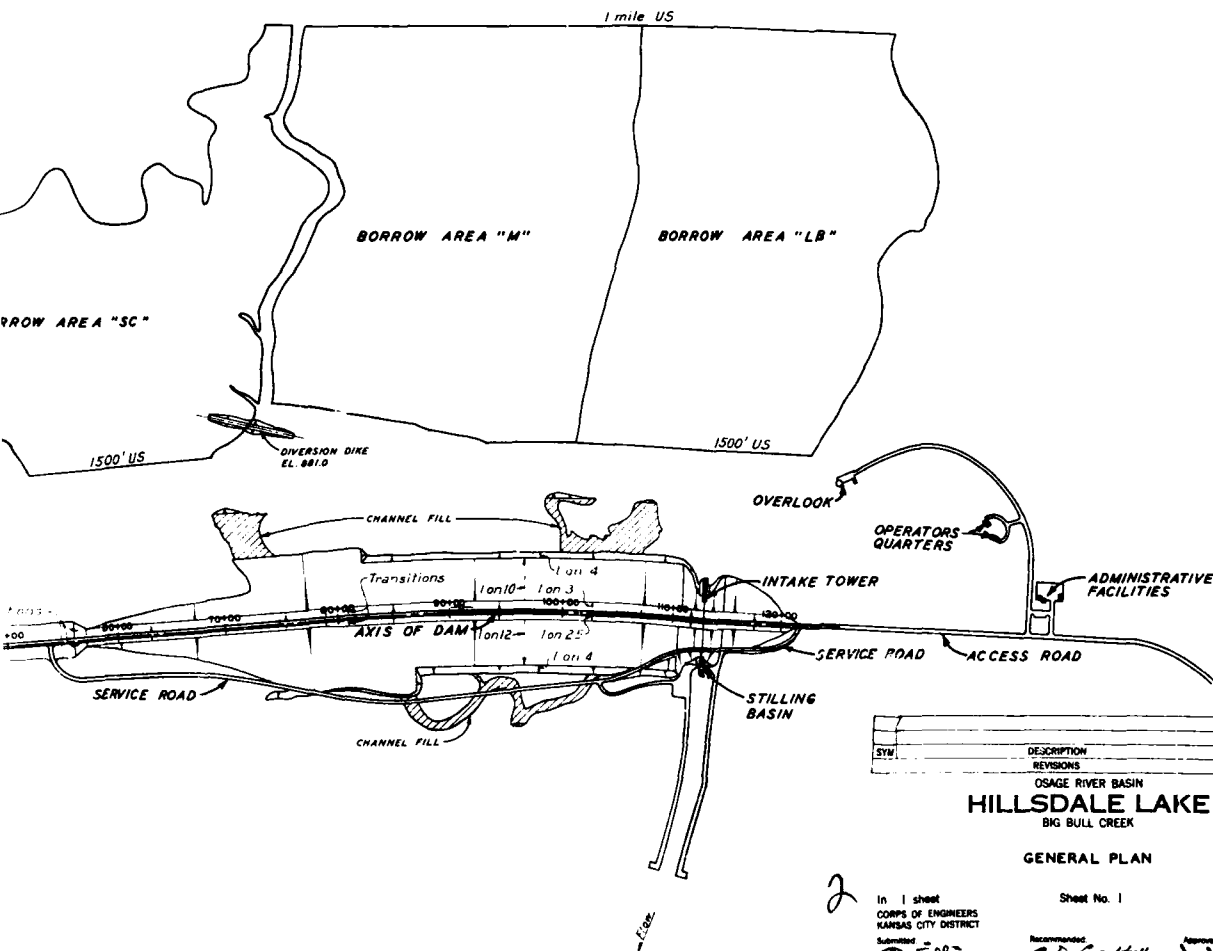 1 mile US
BORROW AREA "M"
BORROW AREA "LB"
RROW AREA "SC"
1500' US
DIVERSION DIKE
EL. 881.0
1500' US
OVERLOOK
OPERATORS
QUARTERS
CHANNEL FILL
1 on 4
Transitions
1 on 10
1 on 3
INTAKE TOWER
ADMINISTRATIVE
FACILITIES
+00
70+00
90+00
100+00
110+00
AXIS OF DAM
1 on 12
1 on 2.5
1 on 4
SERVICE ROAD
ACCESS ROAD
SERVICE ROAD
STILLING
BASIN
CHANNEL FILL
SYM
DESCRIPTION
REVISIONS
OSAGE RIVER BASIN
HILLSDALE LAKE
BIG BULL CREEK
GENERAL PLAN
2
In 1 sheet
Sheet No. 1
CORPS OF ENGINEERS
KANSAS CITY DISTRICT
Submitted
Recommended
Flow